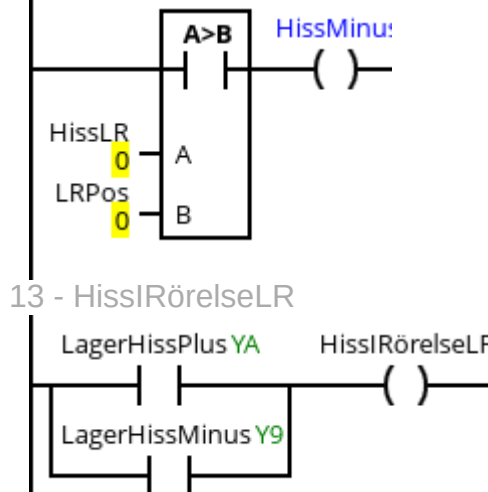 A>B HissMinus
HissLR
0 A
LRPos
0 B
13 - HissIRörelseLR
LagerHissPlus YA HissIRörelseLR
LagerHissMinus Y9